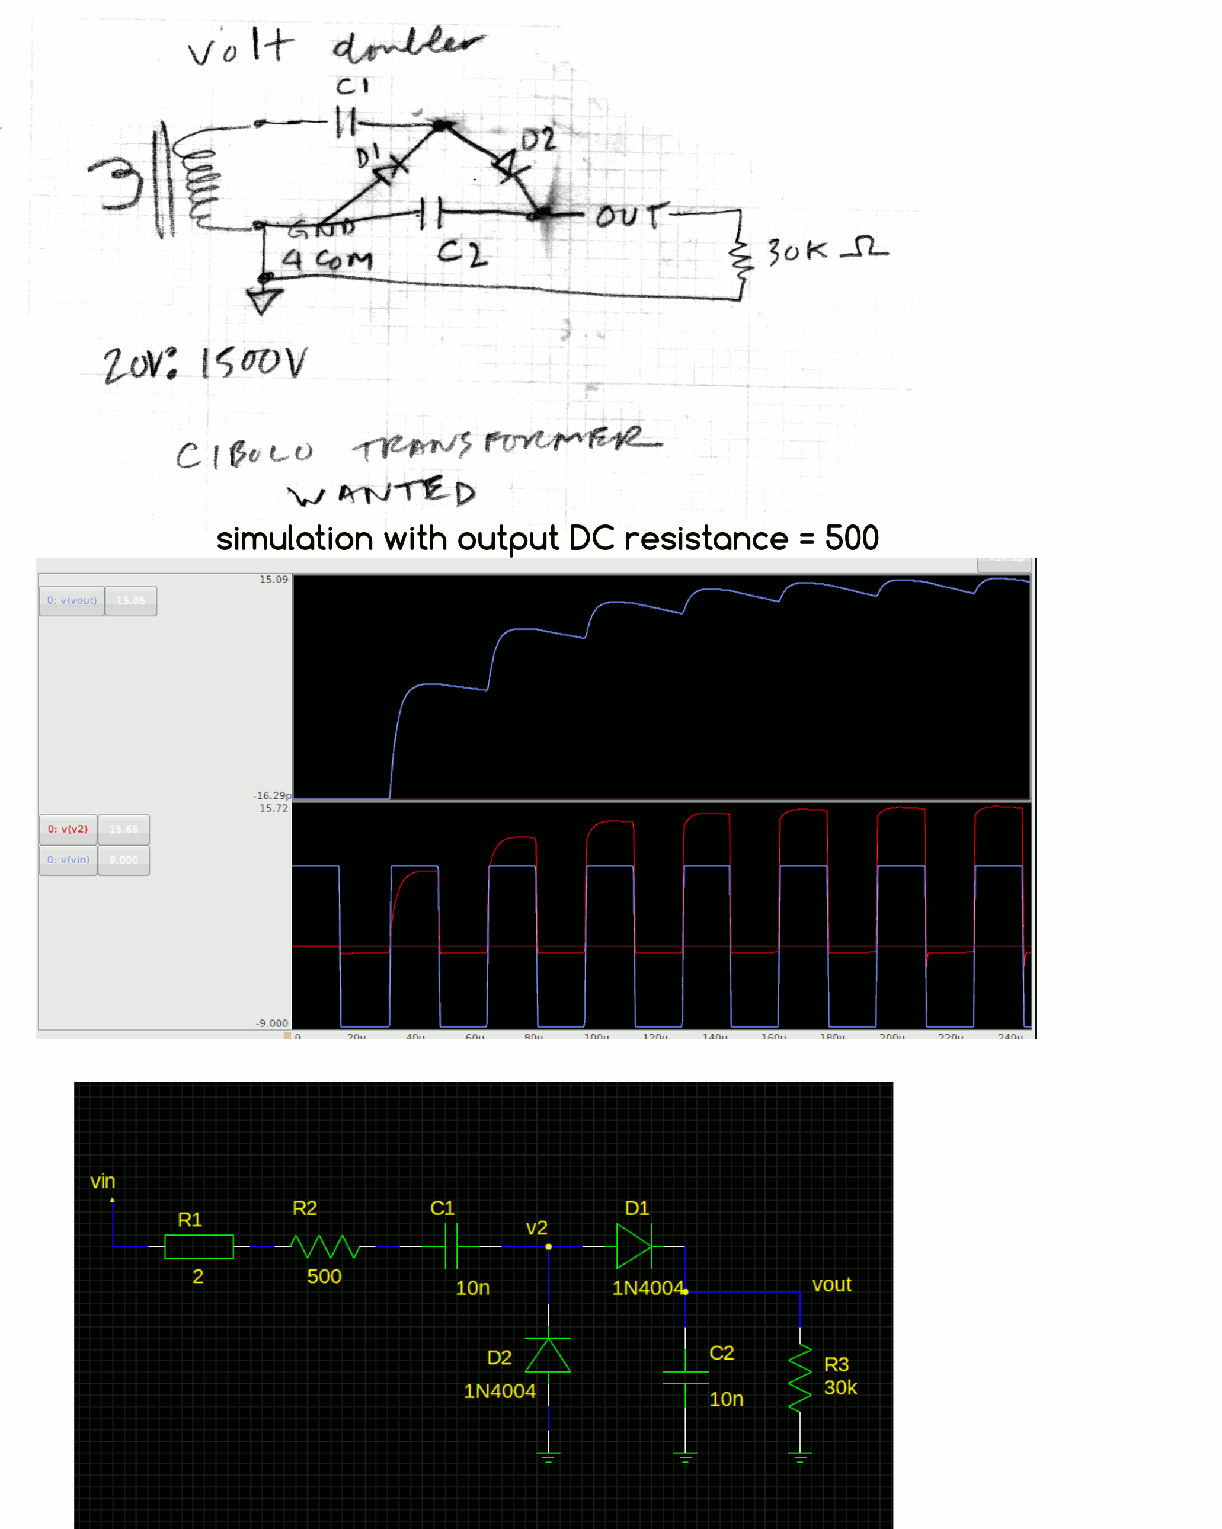 volt doubler
C1
D1
D2
GND
& COM
C2
OUT
30K Ω
20V: 1500V
CIBOLO TRANSFORMER
WANTED
simulation with output DC resistance = 500
15.09
0: v(vout) 15.05
-16.29p
15.72
0: v(v2) 15.68
0: v(vin) 9.000
-9.000
0 20u 40u 60u 80u 100u 120u 140u 160u 180u 200u 220u 240u
vin
R1
2
R2
500
C1
10n
v2
D1
1N4004
vout
D2
1N4004
C2
10n
R3
30k